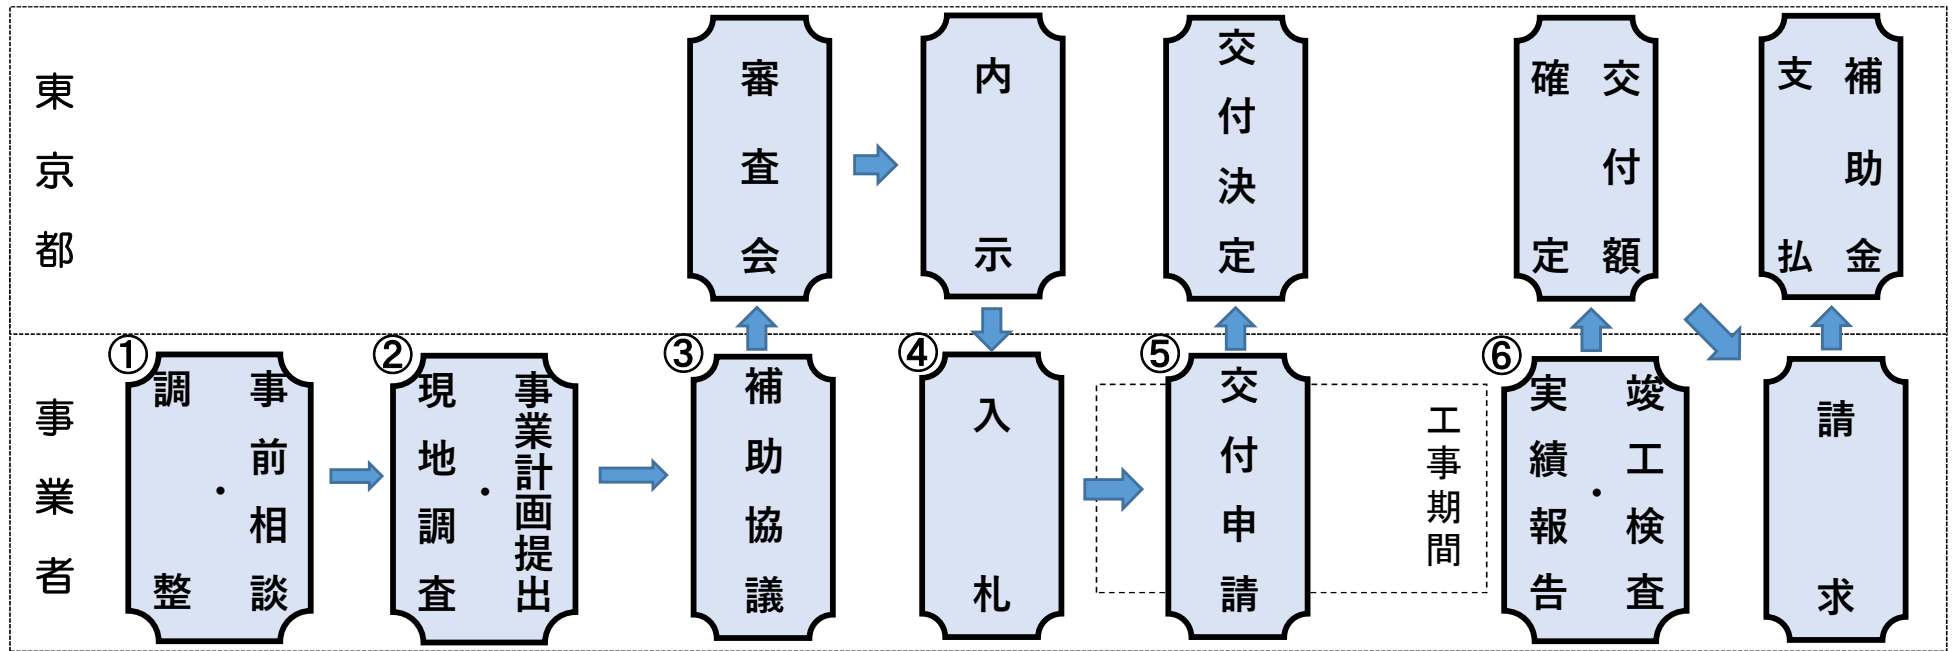 東京都
審査会
内示
交付決定
交付額
確定
補助金
支払
事業者
①
事前相談
・
調整
②
事業計画提出
・
現地調査
③
補助協議
④
入札
⑤
交付申請
工事期間
⑥
竣工検査
・
実績報告
請求